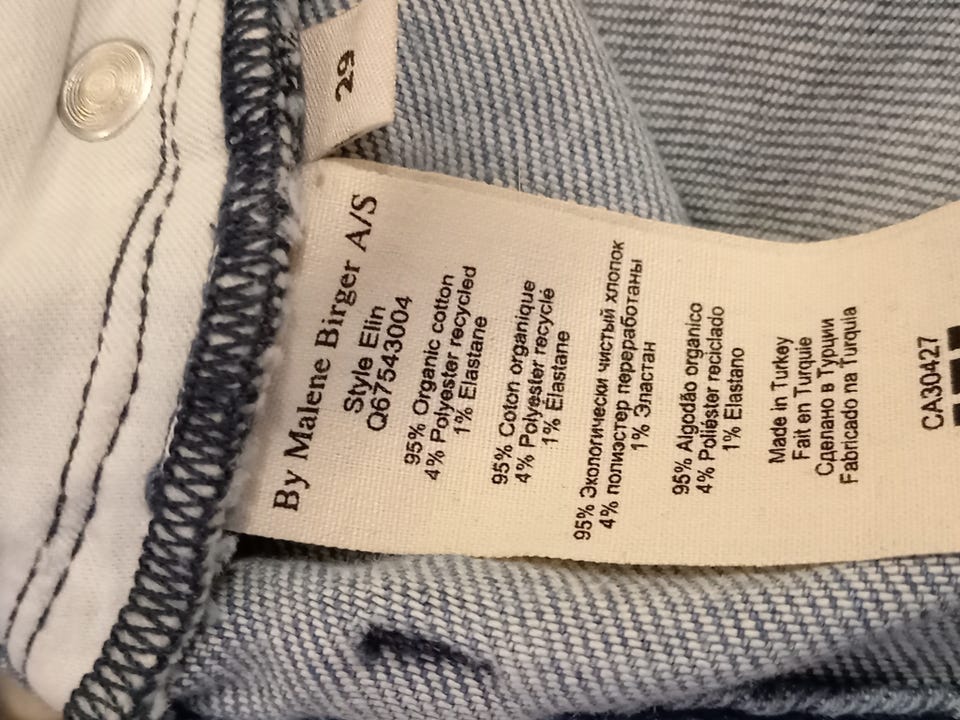 29
By Malene Birger A/S
Style Elin
Q67543004
95% Organic cotton
4% Polyester recycled
1% Elastane
95% Coton organique
4% Polyester recyclé
1% Élastane
95% Экологически чистый хлопок
4% полиэстер переработаны
1% Эластан
95% Algodão organico
4% Poliéster reciclado
1% Elastano
Made in Turkey
Fait en Turquie
Сделано в Турции
Fabricado na Turquia
CA30427